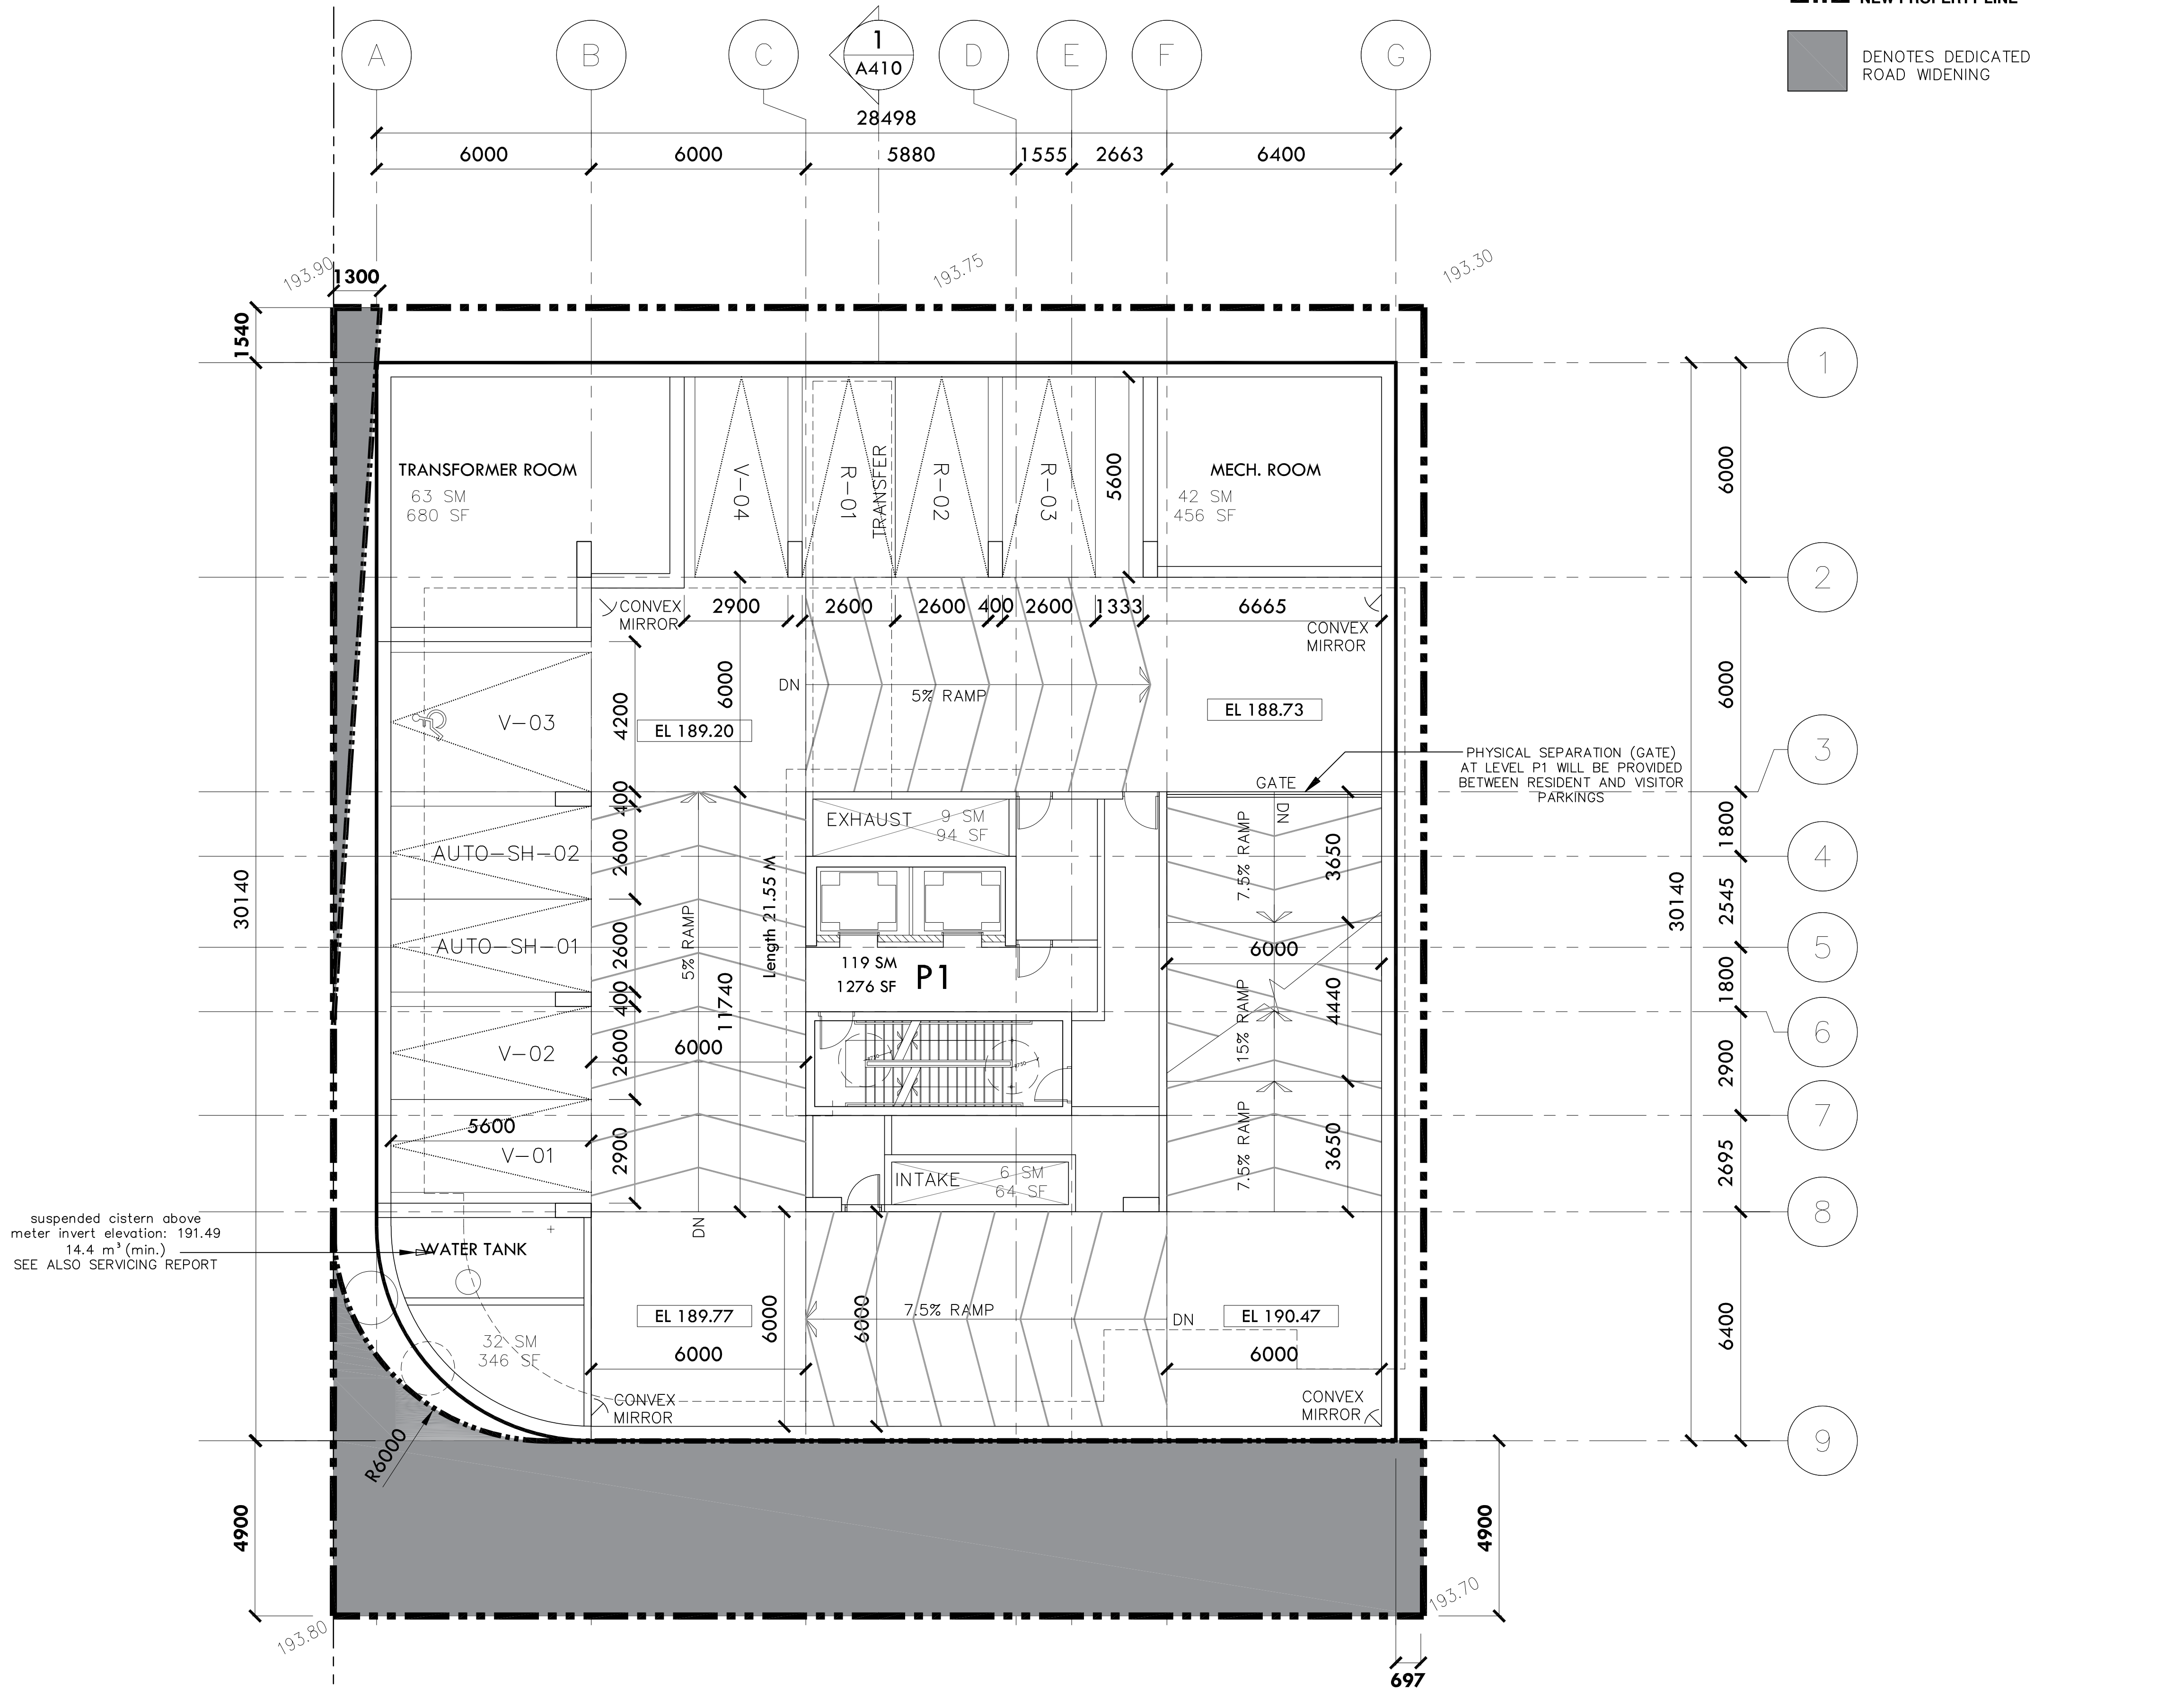 NEW PROPERTY LINE
DENOTES DEDICATED
ROAD WIDENING
A
B
C
1
A410
D
E
F
G
28498
6000
6000
5880
1555
2663
6400
193.90
1300
193.75
193.30
1540
1
TRANSFORMER ROOM
63 SM
680 SF
V-04
R-01
TRANSFER
R-02
R-03
5600
MECH. ROOM
42 SM
456 SF
6000
2
CONVEX
MIRROR
2900
2600
2600
400
2600
1333
6665
CONVEX
MIRROR
V-03
4200
6000
EL 189.20
DN
5% RAMP
EL 188.73
6000
3
PHYSICAL SEPARATION (GATE)
AT LEVEL P1 WILL BE PROVIDED
BETWEEN RESIDENT AND VISITOR
PARKINGS
GATE
DN
400
EXHAUST
9 SM
94 SF
7.5% RAMP
3650
1800
4
AUTO-SH-02
2600
Length 21.55 M
30140
30140
2545
AUTO-SH-01
2600
5% RAMP
11740
119 SM
1276 SF
P1
6000
5
400
15% RAMP
4440
1800
6
V-02
2600
6000
1750
1750
2900
7
5600
V-01
2900
INTAKE
6 SM
64 SF
7.5% RAMP
3650
2695
8
suspended cistern above
meter invert elevation: 191.49
14.4 m³ (min.)
SEE ALSO SERVICING REPORT
WATER TANK
DN
32 SM
346 SF
EL 189.77
6000
6000
7.5% RAMP
DN
EL 190.47
6400
6000
6000
CONVEX
MIRROR
CONVEX
MIRROR
9
R6000
4900
4900
193.80
193.70
697